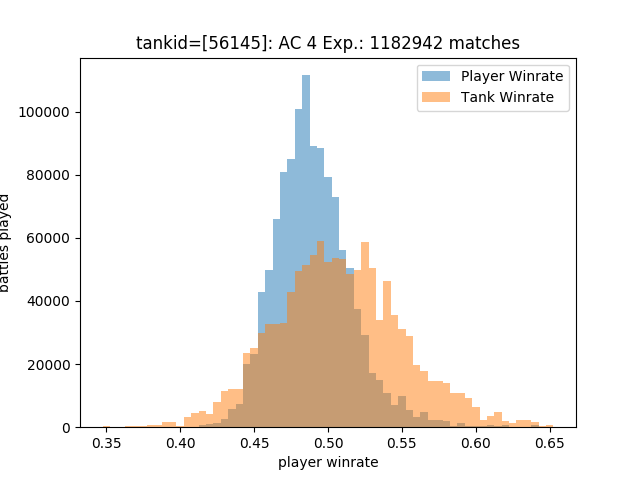 tankid=[56145]: AC 4 Exp.: 1182942 matches
Player Winrate
Tank Winrate
100000
80000
60000
40000
20000
0
battles played
0.35 0.40 0.45 0.50 0.55 0.60 0.65
player winrate